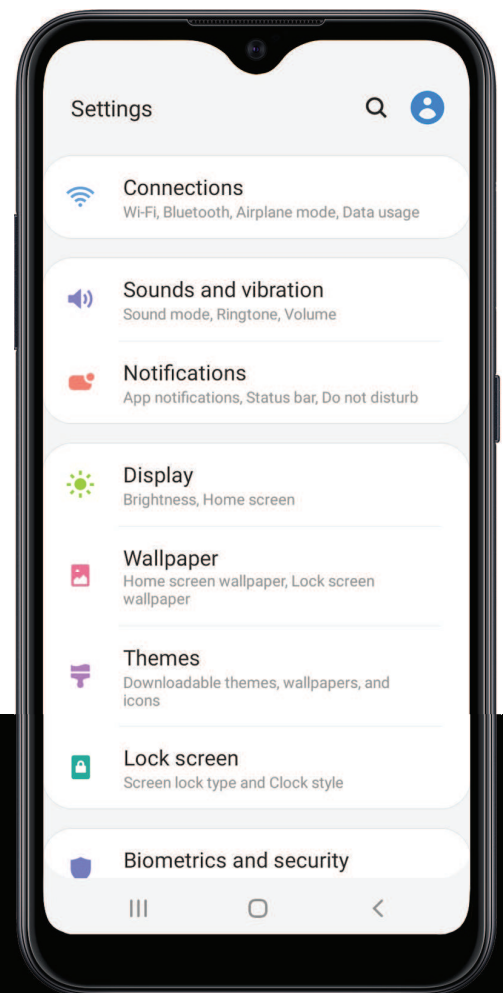 Settings
Connections
Wi-Fi, Bluetooth, Airplane mode, Data usage
Sounds and vibration
Sound mode, Ringtone, Volume
Notifications
App notifications, Status bar, Do not disturb
Display
Brightness, Home screen
Wallpaper
Home screen wallpaper, Lock screen
wallpaper
Themes
Downloadable themes, wallpapers, and
icons
Lock screen
Screen lock type and Clock style
Biometrics and security